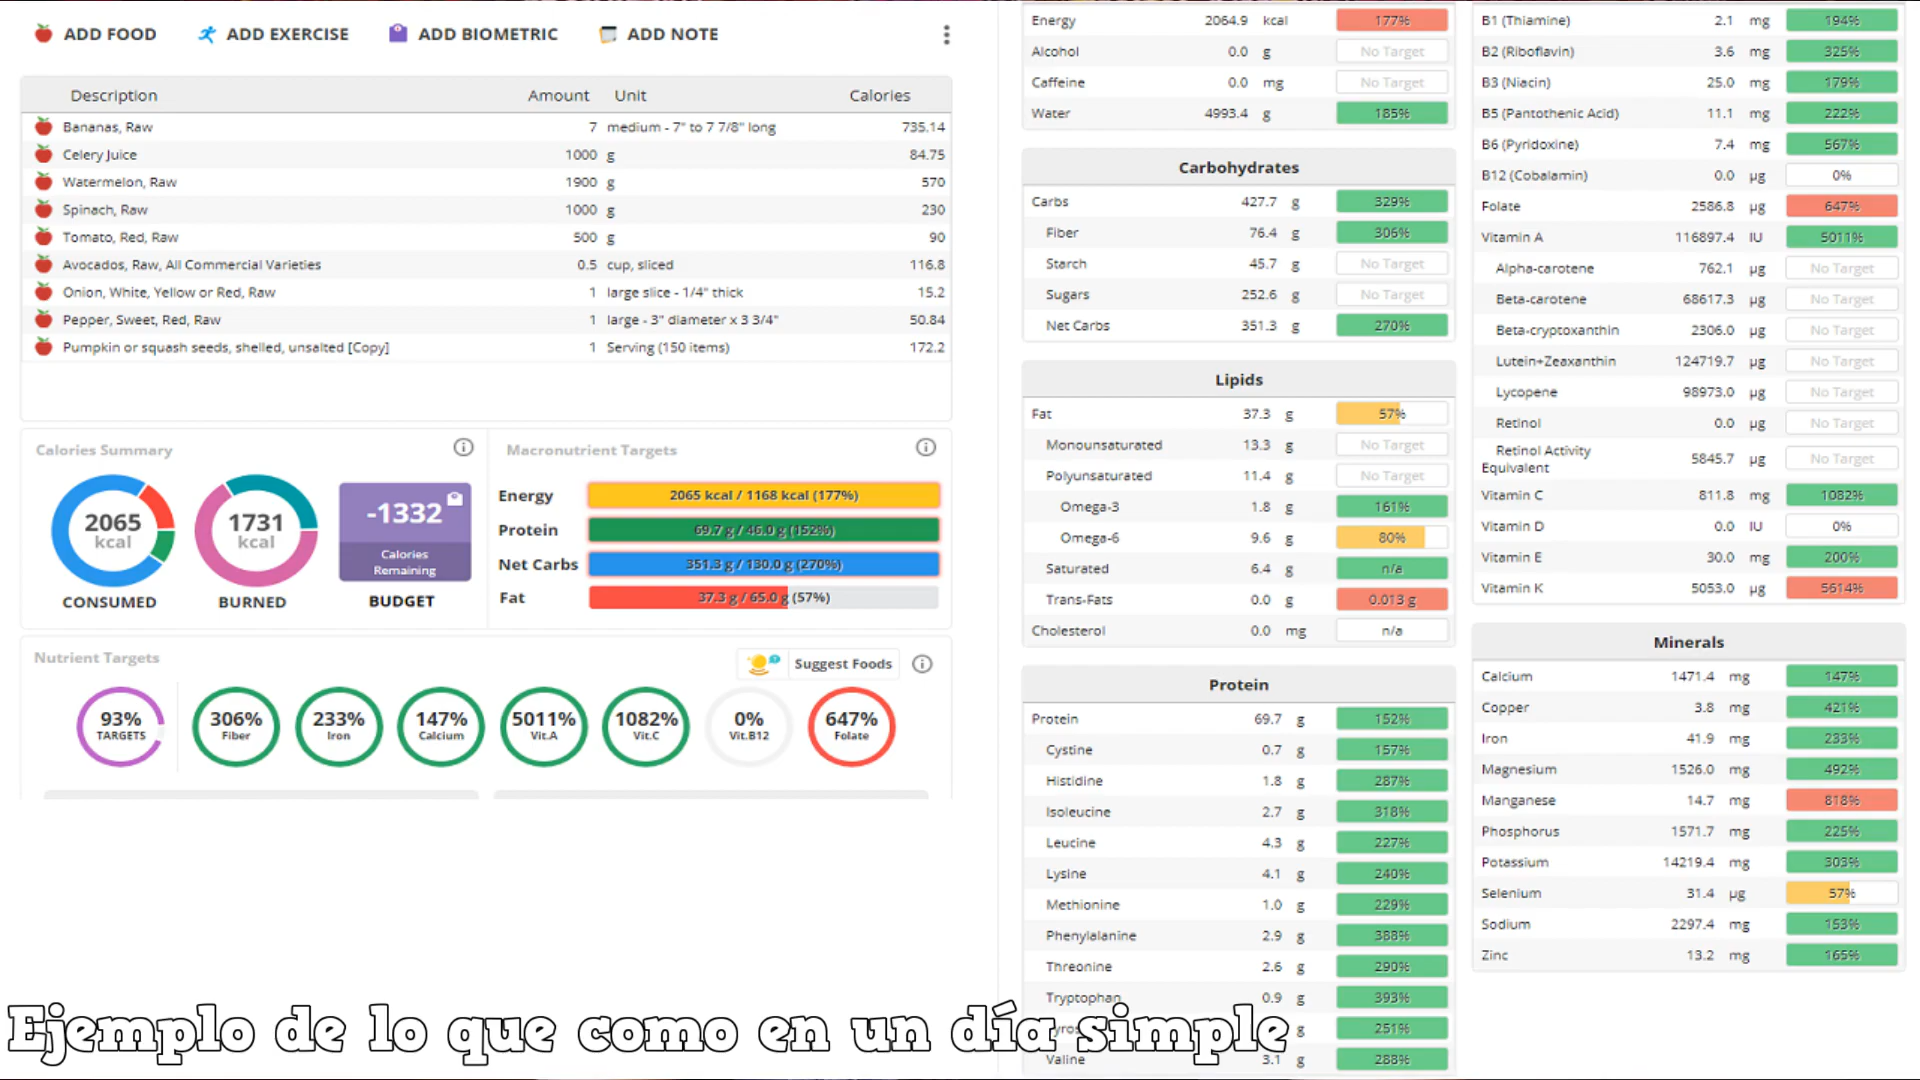 ADD FOOD ADD EXERCISE ADD BIOMETRIC ADD NOTE
Description Amount Unit Calories
Bananas, Raw 7 medium - 7" to 7 7/8" long 735.14
Celery Juice 1000 g 84.75
Watermelon, Raw 1900 g 570
Spinach, Raw 1000 g 230
Tomato, Red, Raw 500 g 90
Avocados, Raw, All Commercial Varieties 0.5 cup, sliced 116.8
Onion, White, Yellow or Red, Raw 1 large slice - 1/4" thick 15.2
Pepper, Sweet, Red, Raw 1 large - 3" diameter x 3 3/4" 50.84
Pumpkin or squash seeds, shelled, unsalted [Copy] 1 Serving (150 items) 172.2
Calories Summary
2065 kcal
CONSUMED
1731 kcal
BURNED
-1332
Calories
Remaining
BUDGET
Macronutrient Targets
Energy 2065 kcal / 1168 kcal (177%)
Protein 69.7 g / 46.0 g (152%)
Net Carbs 351.3 g / 130.0 g (270%)
Fat 37.3 g / 65.0 g (57%)
Nutrient Targets
Suggest Foods
93% TARGETS
306% Fiber
233% Iron
147% Calcium
5011% Vit.A
1082% Vit.C
0% Vit.B12
647% Folate
Energy 2064.9 kcal 177%
Alcohol 0.0 g No Target
Caffeine 0.0 mg No Target
Water 4993.4 g 185%
Carbohydrates
Carbs 427.7 g 329%
Fiber 76.4 g 306%
Starch 45.7 g No Target
Sugars 252.6 g No Target
Net Carbs 351.3 g 270%
Lipids
Fat 37.3 g 57%
Monounsaturated 13.3 g No Target
Polyunsaturated 11.4 g No Target
Omega-3 1.8 g 161%
Omega-6 9.6 g 80%
Saturated 6.4 g n/a
Trans-Fats 0.0 g 0.013 g
Cholesterol 0.0 mg n/a
Protein
Protein 69.7 g 152%
Cystine 0.7 g 157%
Histidine 1.8 g 287%
Isoleucine 2.7 g 318%
Leucine 4.3 g 227%
Lysine 4.1 g 240%
Methionine 1.0 g 229%
Phenylalanine 2.9 g 388%
Threonine 2.6 g 290%
Tryptophan 0.9 g 393%
g 251%
Valine 3.1 g 288%
B1 (Thiamine) 2.1 mg 194%
B2 (Riboflavin) 3.6 mg 325%
B3 (Niacin) 25.0 mg 179%
B5 (Pantothenic Acid) 11.1 mg 222%
B6 (Pyridoxine) 7.4 mg 567%
B12 (Cobalamin) 0.0 µg 0%
Folate 2586.8 µg 647%
Vitamin A 116897.4 IU 5011%
Alpha-carotene 762.1 µg No Target
Beta-carotene 68617.3 µg No Target
Beta-cryptoxanthin 2306.0 µg No Target
Lutein+Zeaxanthin 124719.7 µg No Target
Lycopene 98973.0 µg No Target
Retinol 0.0 µg No Target
Retinol Activity
Equivalent 5845.7 µg No Target
Vitamin C 811.8 mg 1082%
Vitamin D 0.0 IU 0%
Vitamin E 30.0 mg 200%
Vitamin K 5053.0 µg 5614%
Minerals
Calcium 1471.4 mg 147%
Copper 3.8 mg 421%
Iron 41.9 mg 233%
Magnesium 1526.0 mg 492%
Manganese 14.7 mg 818%
Phosphorus 1571.7 mg 225%
Potassium 14219.4 mg 303%
Selenium 31.4 µg 57%
Sodium 2297.4 mg 153%
Zinc 13.2 mg 165%
Ejemplo de lo que como en un día simple